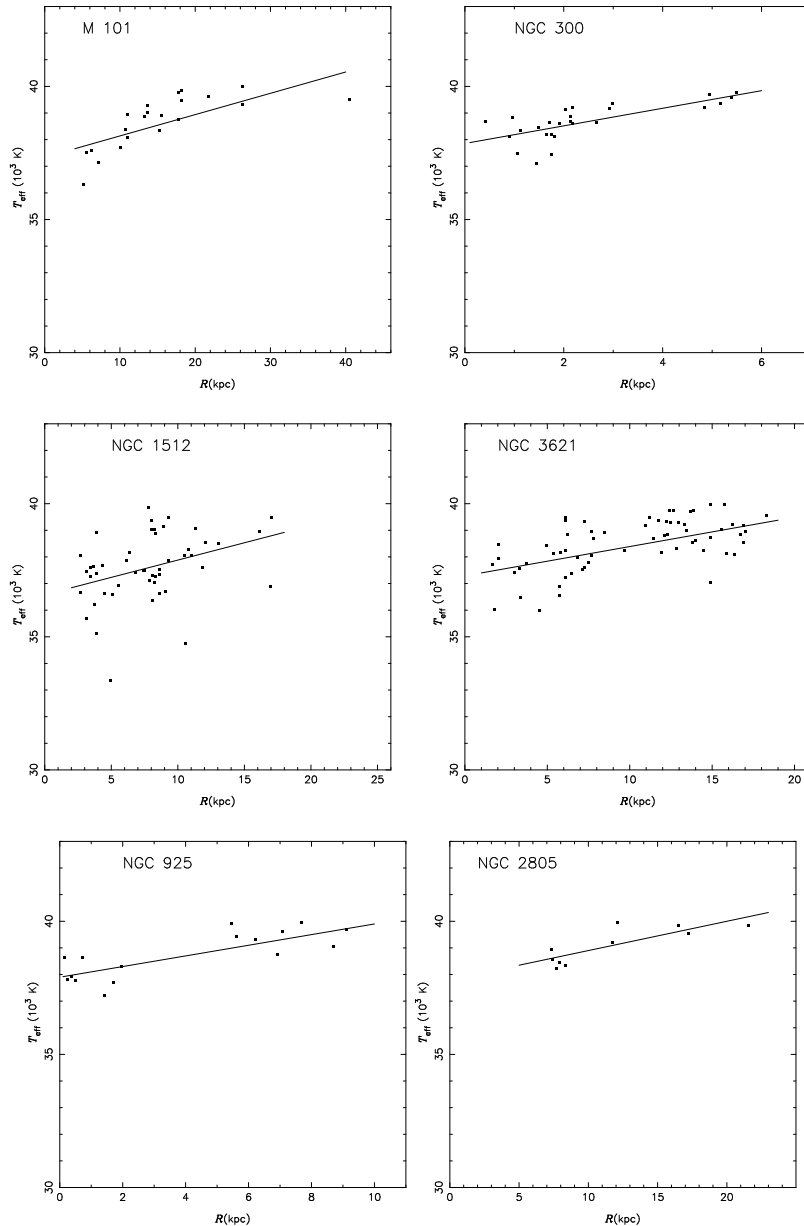 M 101
40
35
30
T_eff (10^3 K)
0 10 20 30 40
R(kpc)
NGC 300
40
35
30
T_eff (10^3 K)
0 2 4 6
R(kpc)
NGC 1512
40
35
30
T_eff (10^3 K)
0 5 10 15 20 25
R(kpc)
NGC 3621
40
35
30
T_eff (10^3 K)
0 5 10 15 20
R(kpc)
NGC 925
40
35
30
T_eff (10^3 K)
0 2 4 6 8 10
R(kpc)
NGC 2805
40
35
30
T_eff (10^3 K)
0 5 10 15 20
R(kpc)